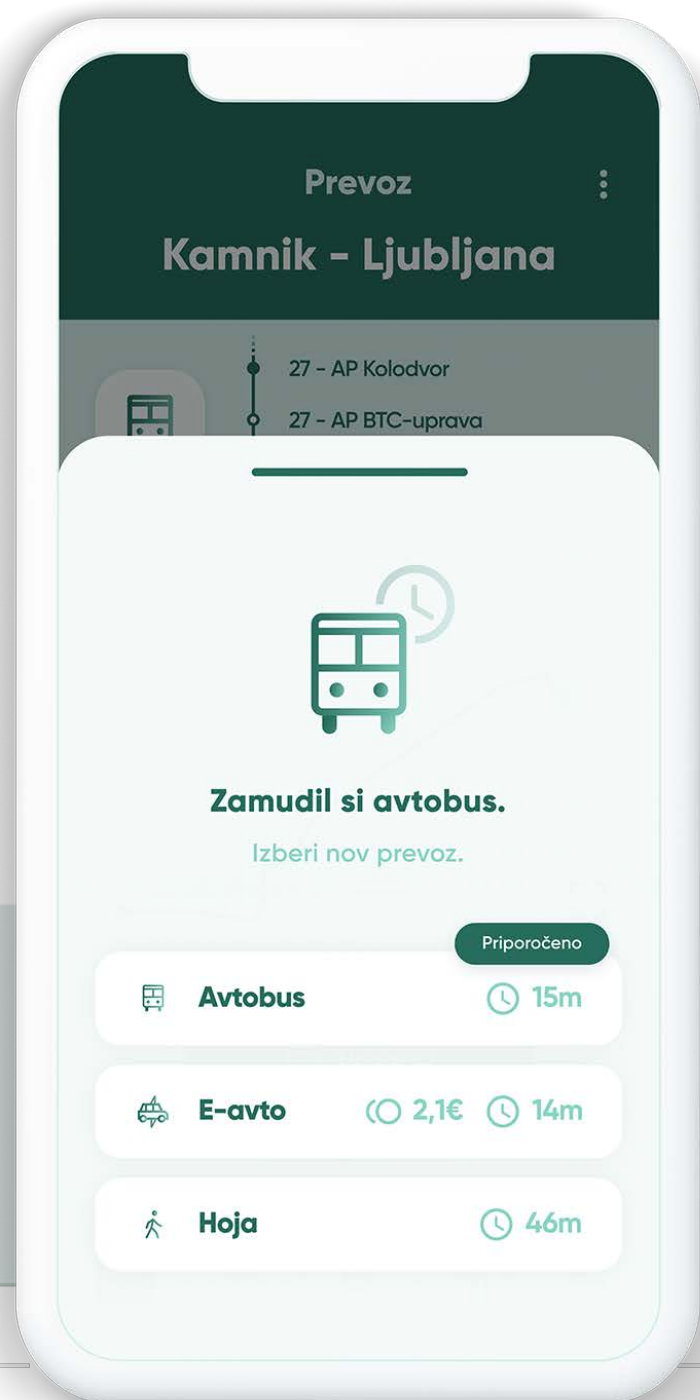 Prevoz
Kamnik - Ljubljana
27 - AP Kolodvor
27 - AP BTC-uprava
Zamudil si avtobus.
Izberi nov prevoz.
Priporočeno
Avtobus 15m
E-avto 2,1€ 14m
Hoja 46m